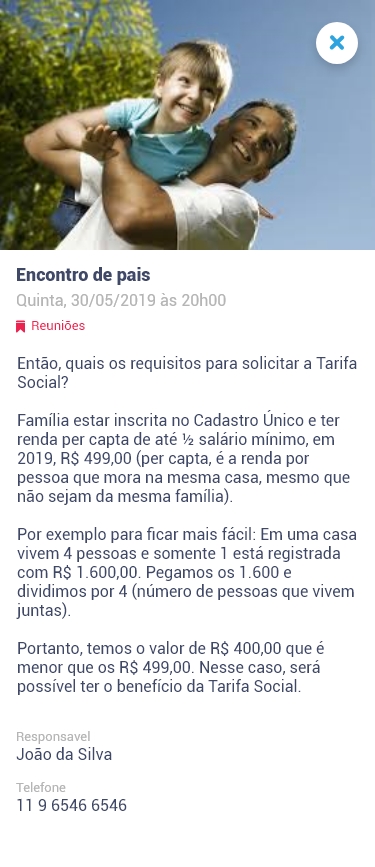 Encontro de pais
Quinta, 30/05/2019 às 20h00
Reuniões
Então, quais os requisitos para solicitar a Tarifa
Social?
Família estar inscrita no Cadastro Único e ter
renda per capta de até ½ salário mínimo, em
2019, R$ 499,00 (per capta, é a renda por
pessoa que mora na mesma casa, mesmo que
não sejam da mesma família).
Por exemplo para ficar mais fácil: Em uma casa
vivem 4 pessoas e somente 1 está registrada
com R$ 1.600,00. Pegamos os 1.600 e
dividimos por 4 (número de pessoas que vivem
juntas).
Portanto, temos o valor de R$ 400,00 que é
menor que os R$ 499,00. Nesse caso, será
possível ter o benefício da Tarifa Social.
Responsavel
João da Silva
Telefone
11 9 6546 6546